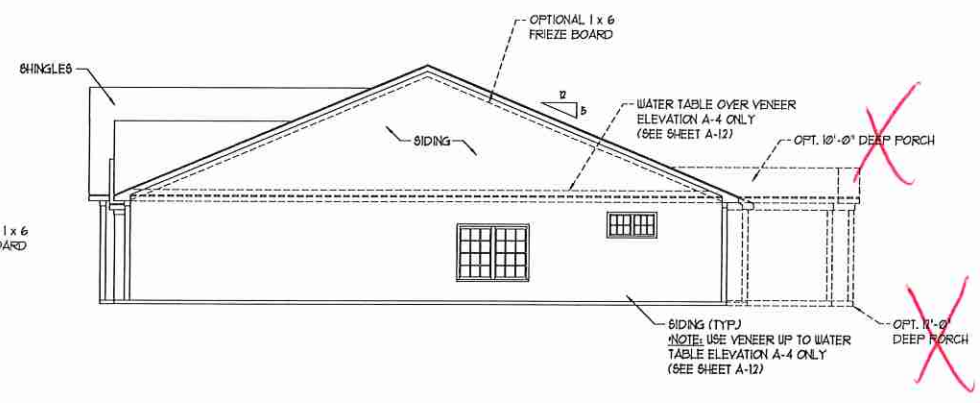 OPTIONAL 1 x 6
FRIEZE BOARD
SHINGLES
12
5
WATER TABLE OVER VENEER
ELEVATION A-4 ONLY
(SEE SHEET A-12)
SIDING
OPT. 10'-0" DEEP PORCH
1 x 6
SIDING (TYP.)
NOTE: USE VENEER UP TO WATER
TABLE ELEVATION A-4 ONLY
(SEE SHEET A-12)
OPT. 12'-0"
DEEP PORCH